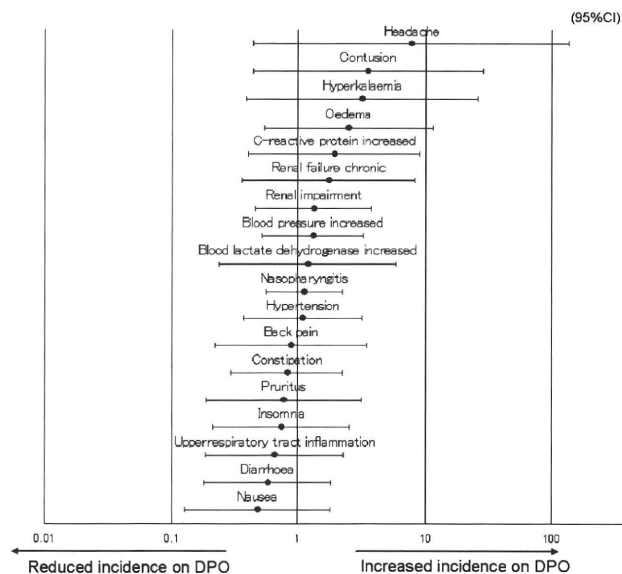 (95%CI)
Headache
Contusion
Hyperkalaemia
Oedema
C-reactive protein increased
Renal failure chronic
Renal impairment
Blood pressure increased
Blood lactate dehydrogenase increased
Nasopharyngitis
Hypertension
Back pain
Constipation
Pruritus
Insomna
Upperrespiratory tract inflammation
Diarrhoea
Nausea
0.01 0.1 1 10 100
Reduced incidence on DPO Increased incidence on DPO